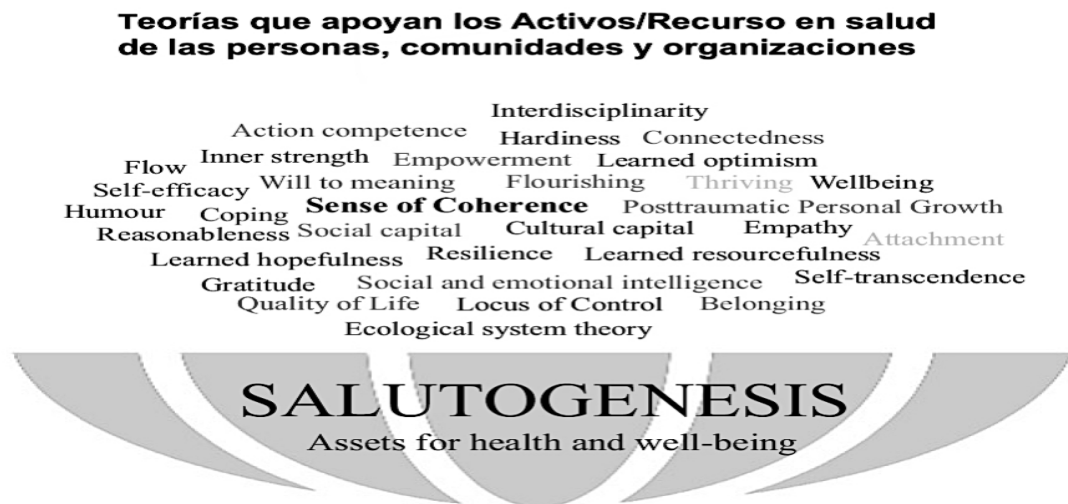 Teorías que apoyan los Activos/Recurso en salud
de las personas, comunidades y organizaciones
Interdisciplinarity
Action competence Hardiness Connectedness
Flow Inner strength Empowerment Learned optimism
Self-efficacy Will to meaning Flourishing Thriving Wellbeing
Humour Coping Sense of Coherence Posttraumatic Personal Growth
Reasonableness Social capital Cultural capital Empathy Attachment
Learned hopefulness Resilience Learned resourcefulness
Gratitude Social and emotional intelligence Self-transcendence
Quality of Life Locus of Control Belonging
Ecological system theory
SALUTOGENESIS
Assets for health and well-being